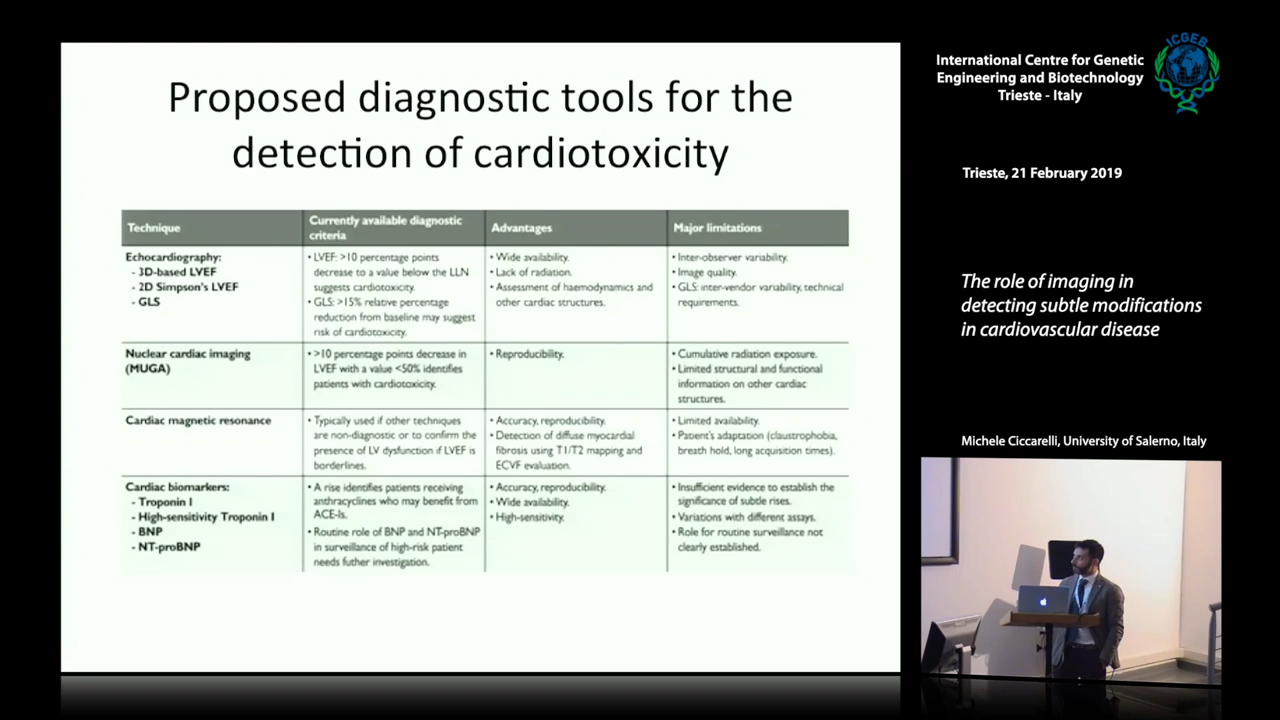 Proposed diagnostic tools for the
detection of cardiotoxicity
Technique
Currently available diagnostic
criteria
Advantages
Major limitations
Echocardiography:
- 3D-based LVEF
- 2D Simpson's LVEF
- GLS
• LVEF: >10 percentage points
decrease to a value below the LLN
suggests cardiotoxicity.
• GLS: >15% relative percentage
reduction from baseline may suggest
risk of cardiotoxicity.
• Wide availability.
• Lack of radiation.
• Assessment of haemodynamics and
other cardiac structures.
• Inter-observer variability.
• Image quality.
• GLS: inter-vendor variability, technical
requirements.
Nuclear cardiac imaging
(MUGA)
• >10 percentage points decrease in
LVEF with a value <50% identifies
patients with cardiotoxicity.
• Reproducibility.
• Cumulative radiation exposure.
• Limited structural and functional
information on other cardiac
structures.
Cardiac magnetic resonance
• Typically used if other techniques
are non-diagnostic or to confirm the
presence of LV dysfunction if LVEF is
borderlines.
• Accuracy, reproducibility.
• Detection of diffuse myocardial
fibrosis using T1/T2 mapping and
ECVF evaluation.
• Limited availability.
• Patient's adaptation (claustrophobia,
breath hold, long acquisition times).
Cardiac biomarkers:
- Troponin I
- High-sensitivity Troponin I
- BNP
- NT-proBNP
• A rise identifies patients receiving
anthracyclines who may benefit from
ACE-Is.
• Routine role of BNP and NT-proBNP
in surveillance of high-risk patient
needs futher investigation.
• Accuracy, reproducibility.
• Wide availability.
• High-sensitivity.
• Insufficient evidence to establish the
significance of subtle rises.
• Variations with different assays.
• Role for routine surveillance not
clearly established.
International Centre for Genetic
Engineering and Biotechnology
Trieste - Italy
ICGEB
Trieste, 21 February 2019
The role of imaging in
detecting subtle modifications
in cardiovascular disease
Michele Ciccarelli, University of Salerno, Italy